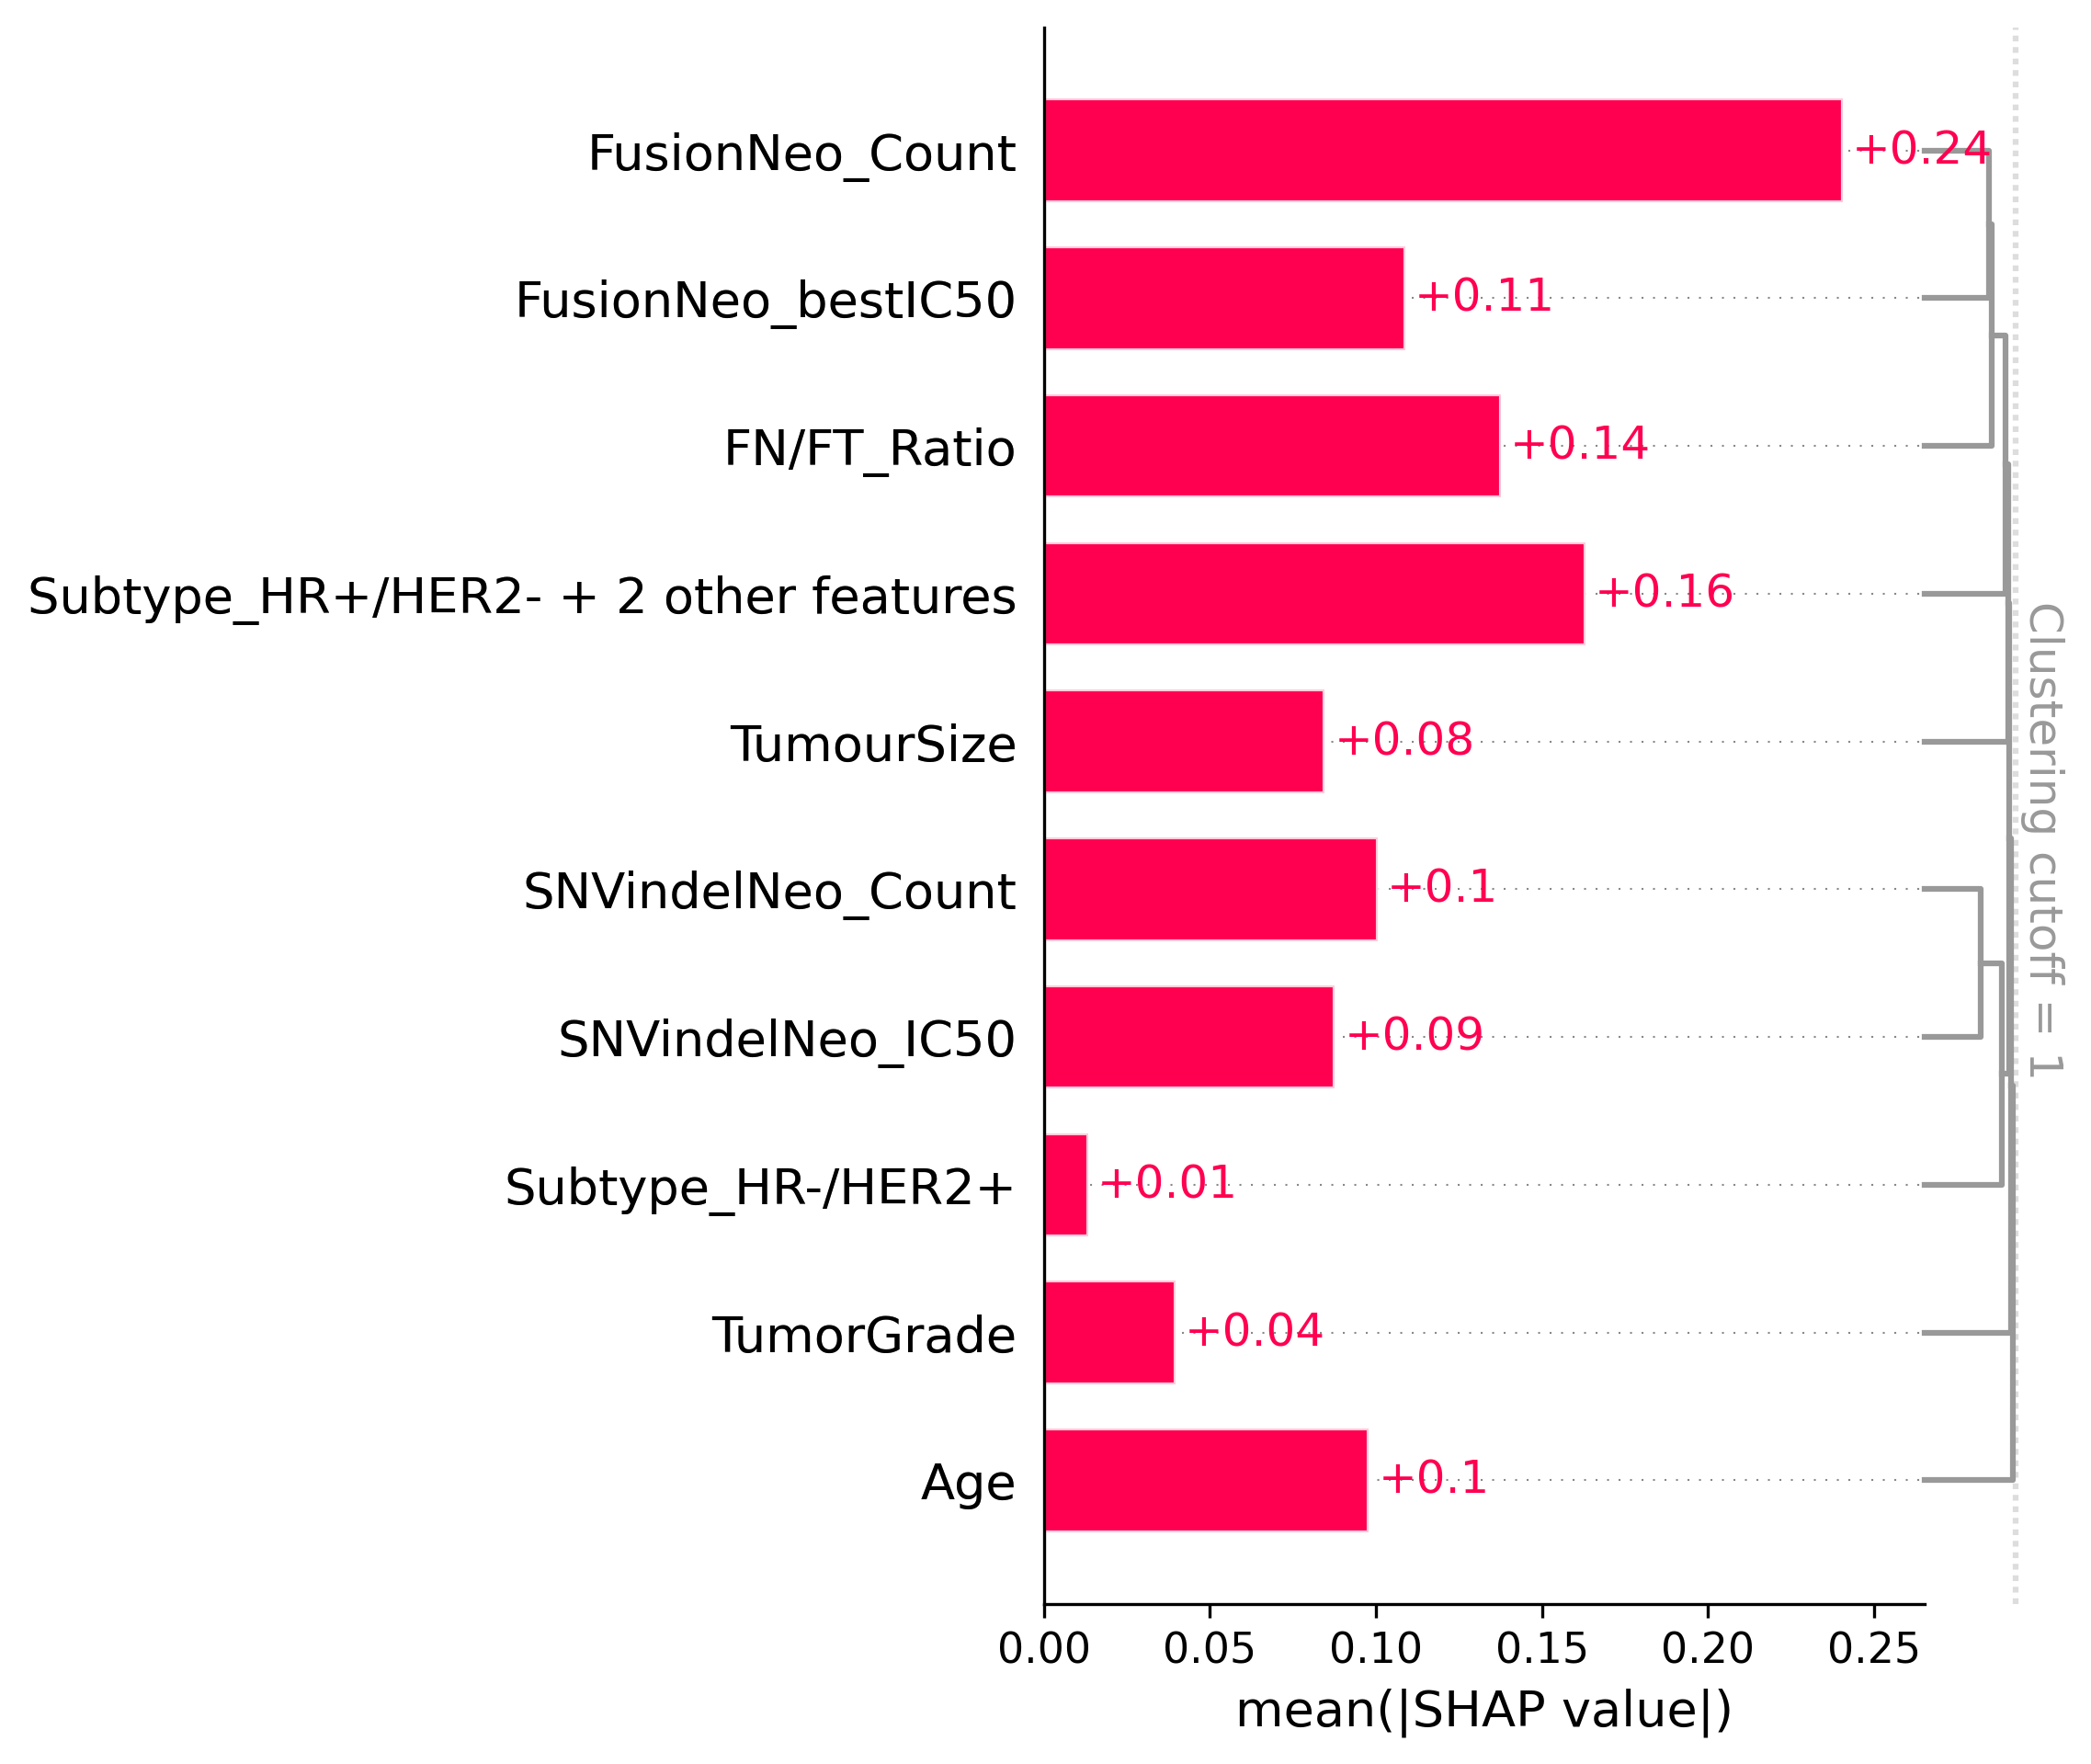 FusionNeo_Count +0.24
FusionNeo_bestIC50 +0.11
FN/FT_Ratio +0.14
Subtype_HR+/HER2- + 2 other features +0.16
TumourSize +0.08
SNVindelNeo_Count +0.1
SNVindelNeo_IC50 +0.09
Subtype_HR-/HER2+ +0.01
TumorGrade +0.04
Age +0.1
Clustering cutoff = 1
0.00 0.05 0.10 0.15 0.20 0.25
mean(|SHAP value|)